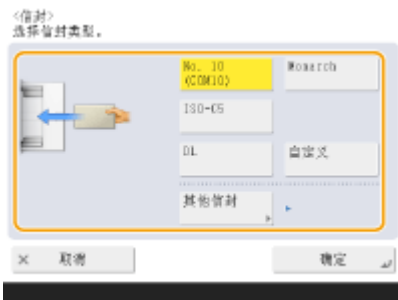 <信封>
选择信封类型。
No. 10
(COM10)
Monarch
ISO-C5
DL
自定义
其他信封
× 取消
确定